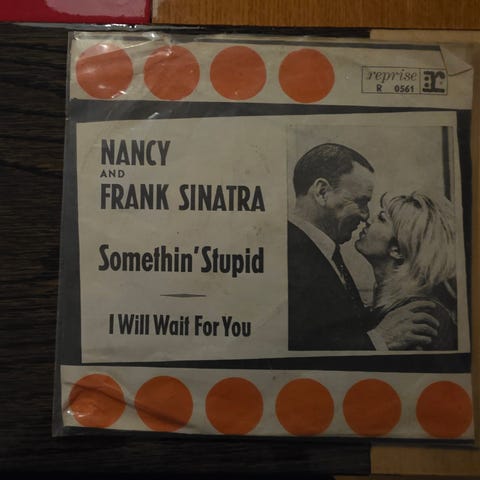 reprise
R 0561
NANCY
AND
FRANK SINATRA
Somethin' Stupid
I Will Wait For You